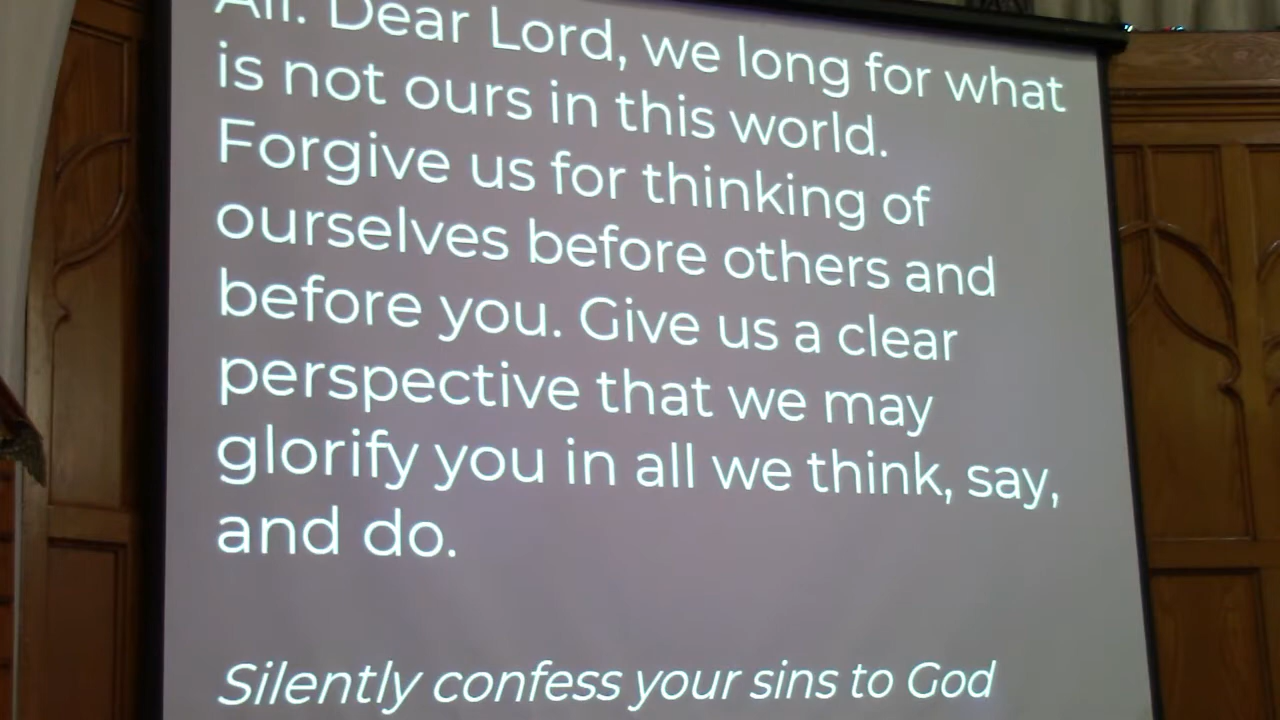 All: Dear Lord, we long for what
is not ours in this world.
Forgive us for thinking of
ourselves before others and
before you. Give us a clear
perspective that we may
glorify you in all we think, say,
and do.
Silently confess your sins to God